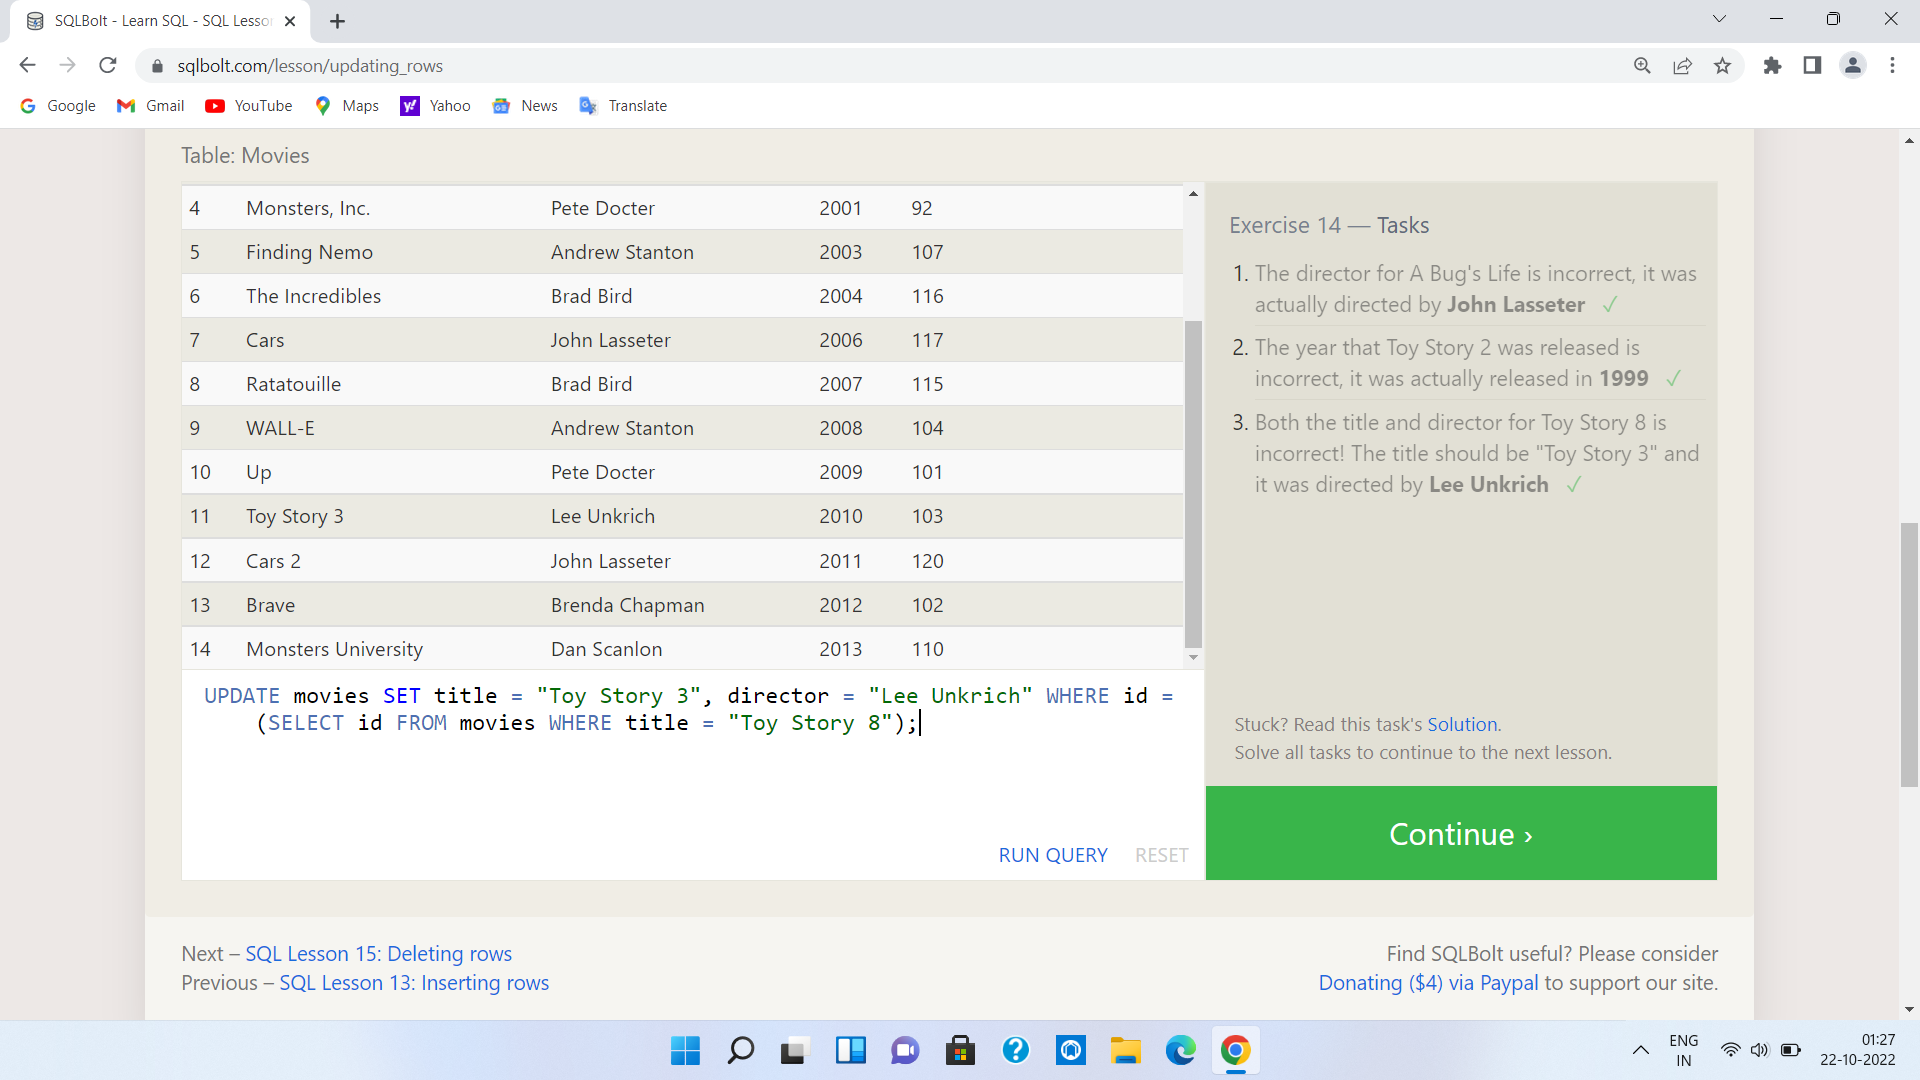 SQLBolt - Learn SQL - SQL Lesso
sqlbolt.com/lesson/updating_rows
Google Gmail YouTube Maps Yahoo News Translate
Table: Movies
4 Monsters, Inc. Pete Docter 2001 92
5 Finding Nemo Andrew Stanton 2003 107
6 The Incredibles Brad Bird 2004 116
7 Cars John Lasseter 2006 117
8 Ratatouille Brad Bird 2007 115
9 WALL-E Andrew Stanton 2008 104
10 Up Pete Docter 2009 101
11 Toy Story 3 Lee Unkrich 2010 103
12 Cars 2 John Lasseter 2011 120
13 Brave Brenda Chapman 2012 102
14 Monsters University Dan Scanlon 2013 110
UPDATE movies SET title = "Toy Story 3", director = "Lee Unkrich" WHERE id =
(SELECT id FROM movies WHERE title = "Toy Story 8");
RUN QUERY RESET
Exercise 14 — Tasks
1. The director for A Bug's Life is incorrect, it was
actually directed by John Lasseter ✓
2. The year that Toy Story 2 was released is
incorrect, it was actually released in 1999 ✓
3. Both the title and director for Toy Story 8 is
incorrect! The title should be "Toy Story 3" and
it was directed by Lee Unkrich ✓
Stuck? Read this task's Solution.
Solve all tasks to continue to the next lesson.
Continue ›
Next – SQL Lesson 15: Deleting rows
Previous – SQL Lesson 13: Inserting rows
Find SQLBolt useful? Please consider
Donating ($4) via Paypal to support our site.
ENG
IN
01:27
22-10-2022